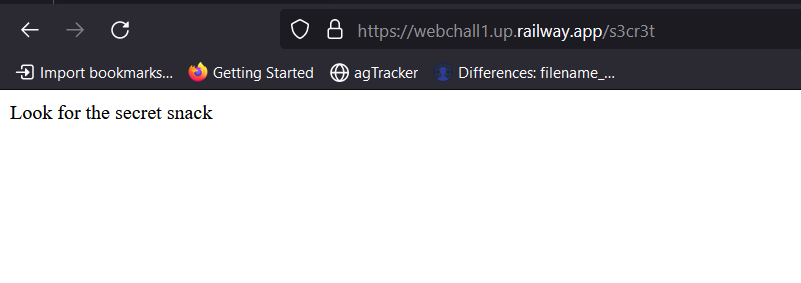 https://webchall1.up.railway.app/s3cr3t
Import bookmarks... Getting Started agTracker Differences: filename_...
Look for the secret snack